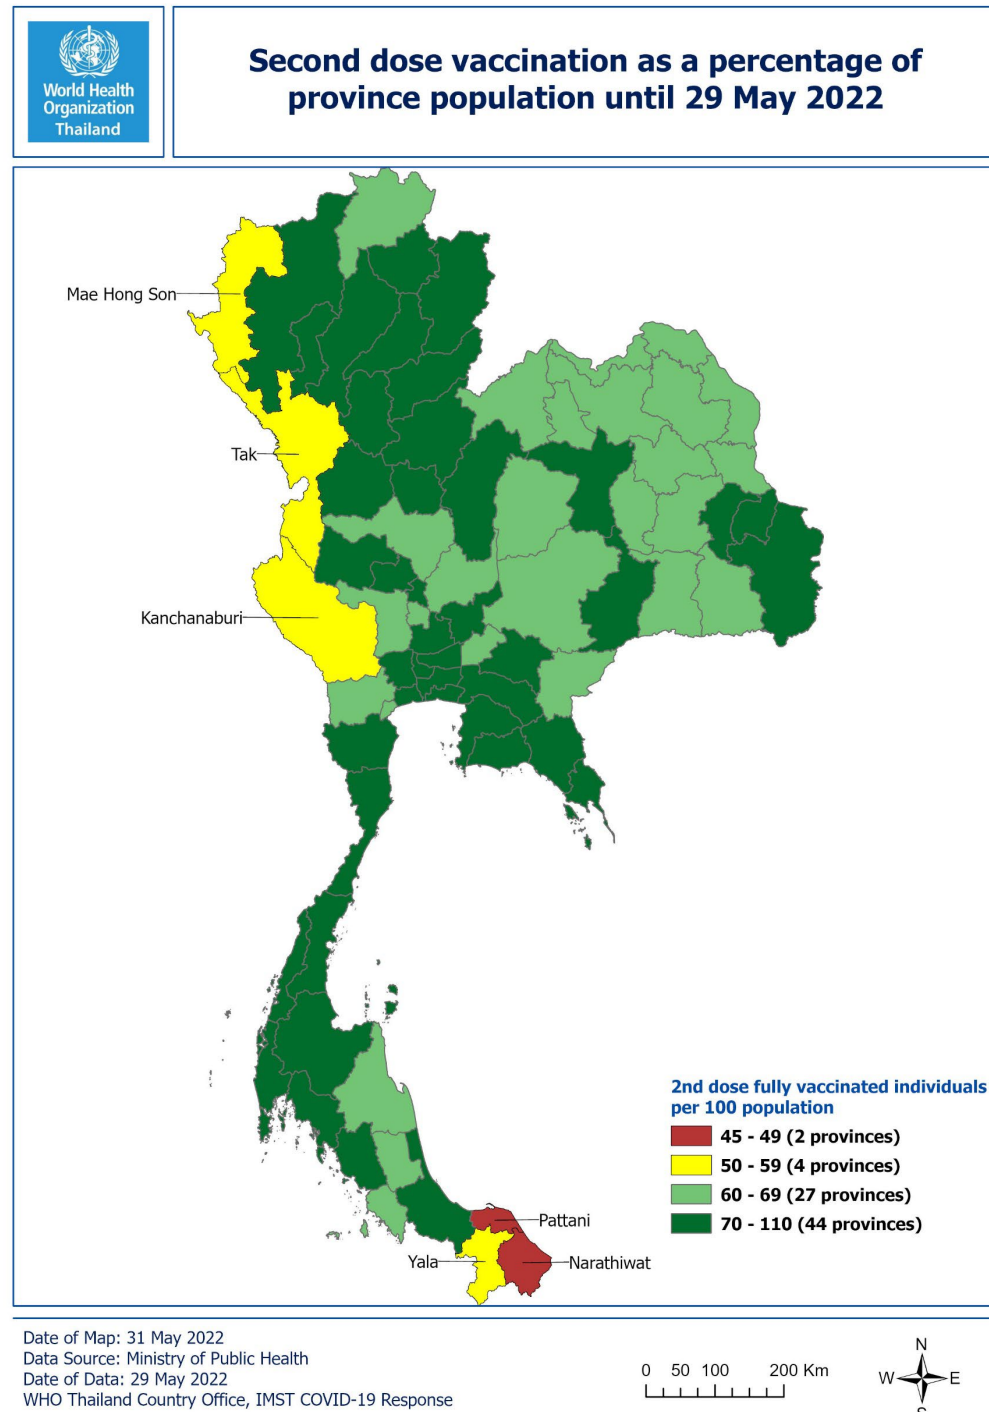 World Health
Organization
Thailand
Second dose vaccination as a percentage of
province population until 29 May 2022
Mae Hong Son
Tak
Kanchanaburi
2nd dose fully vaccinated individuals
per 100 population
45 - 49 (2 provinces)
50 - 59 (4 provinces)
60 - 69 (27 provinces)
70 - 110 (44 provinces)
Pattani
Yala
Narathiwat
Date of Map: 31 May 2022
Data Source: Ministry of Public Health
Date of Data: 29 May 2022
WHO Thailand Country Office, IMST COVID-19 Response
0 50 100 200 Km
N
W E
S